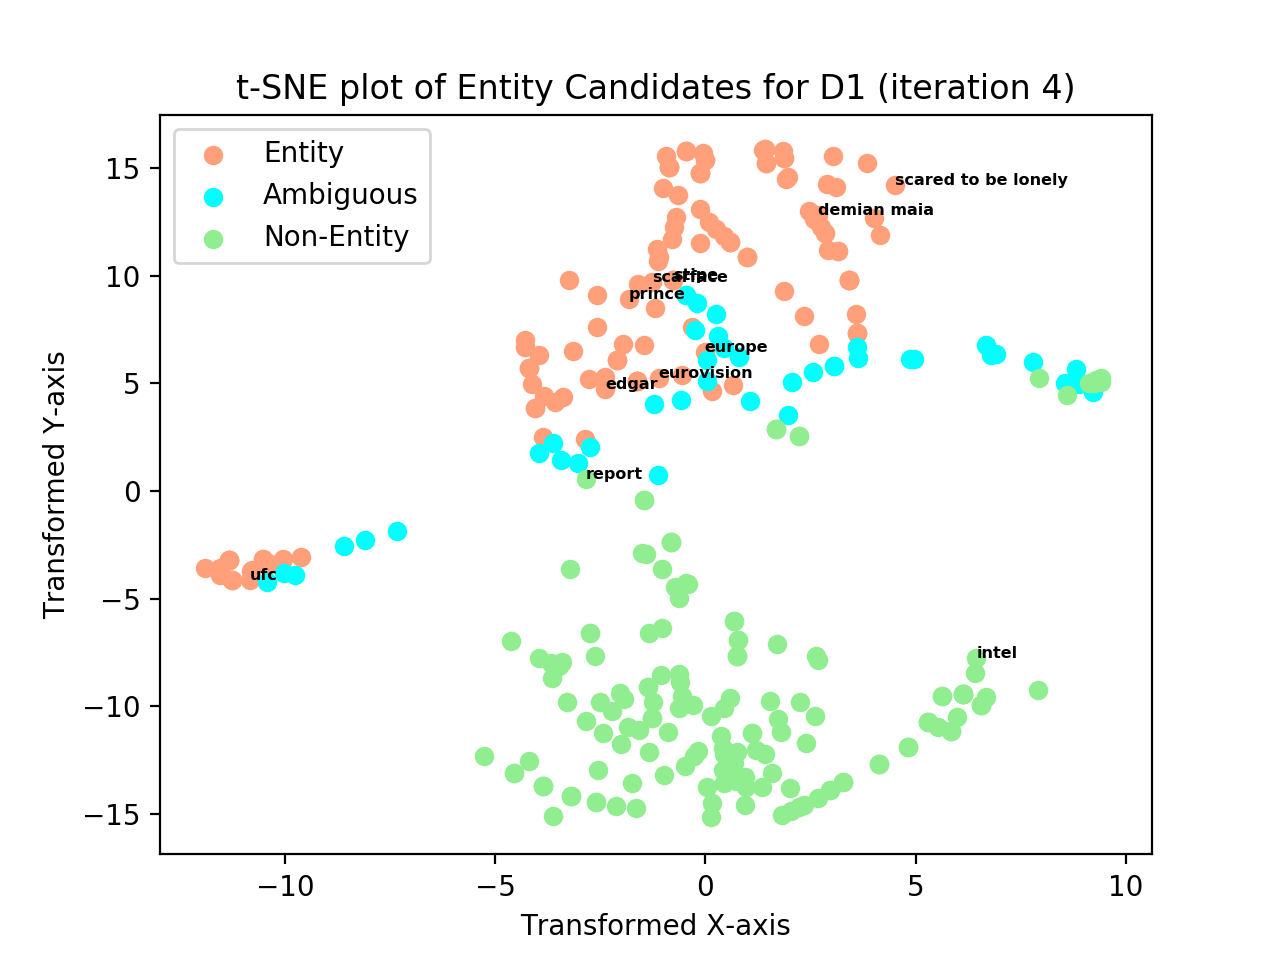 t-SNE plot of Entity Candidates for D1 (iteration 4)
Entity
Ambiguous
Non-Entity
15
10
5
0
−5
−10
−15
Transformed Y-axis
scared to be lonely
demian maia
scarface
stipe
prince
europe
eurovision
edgar
report
ufc
intel
−10
−5
0
5
10
Transformed X-axis